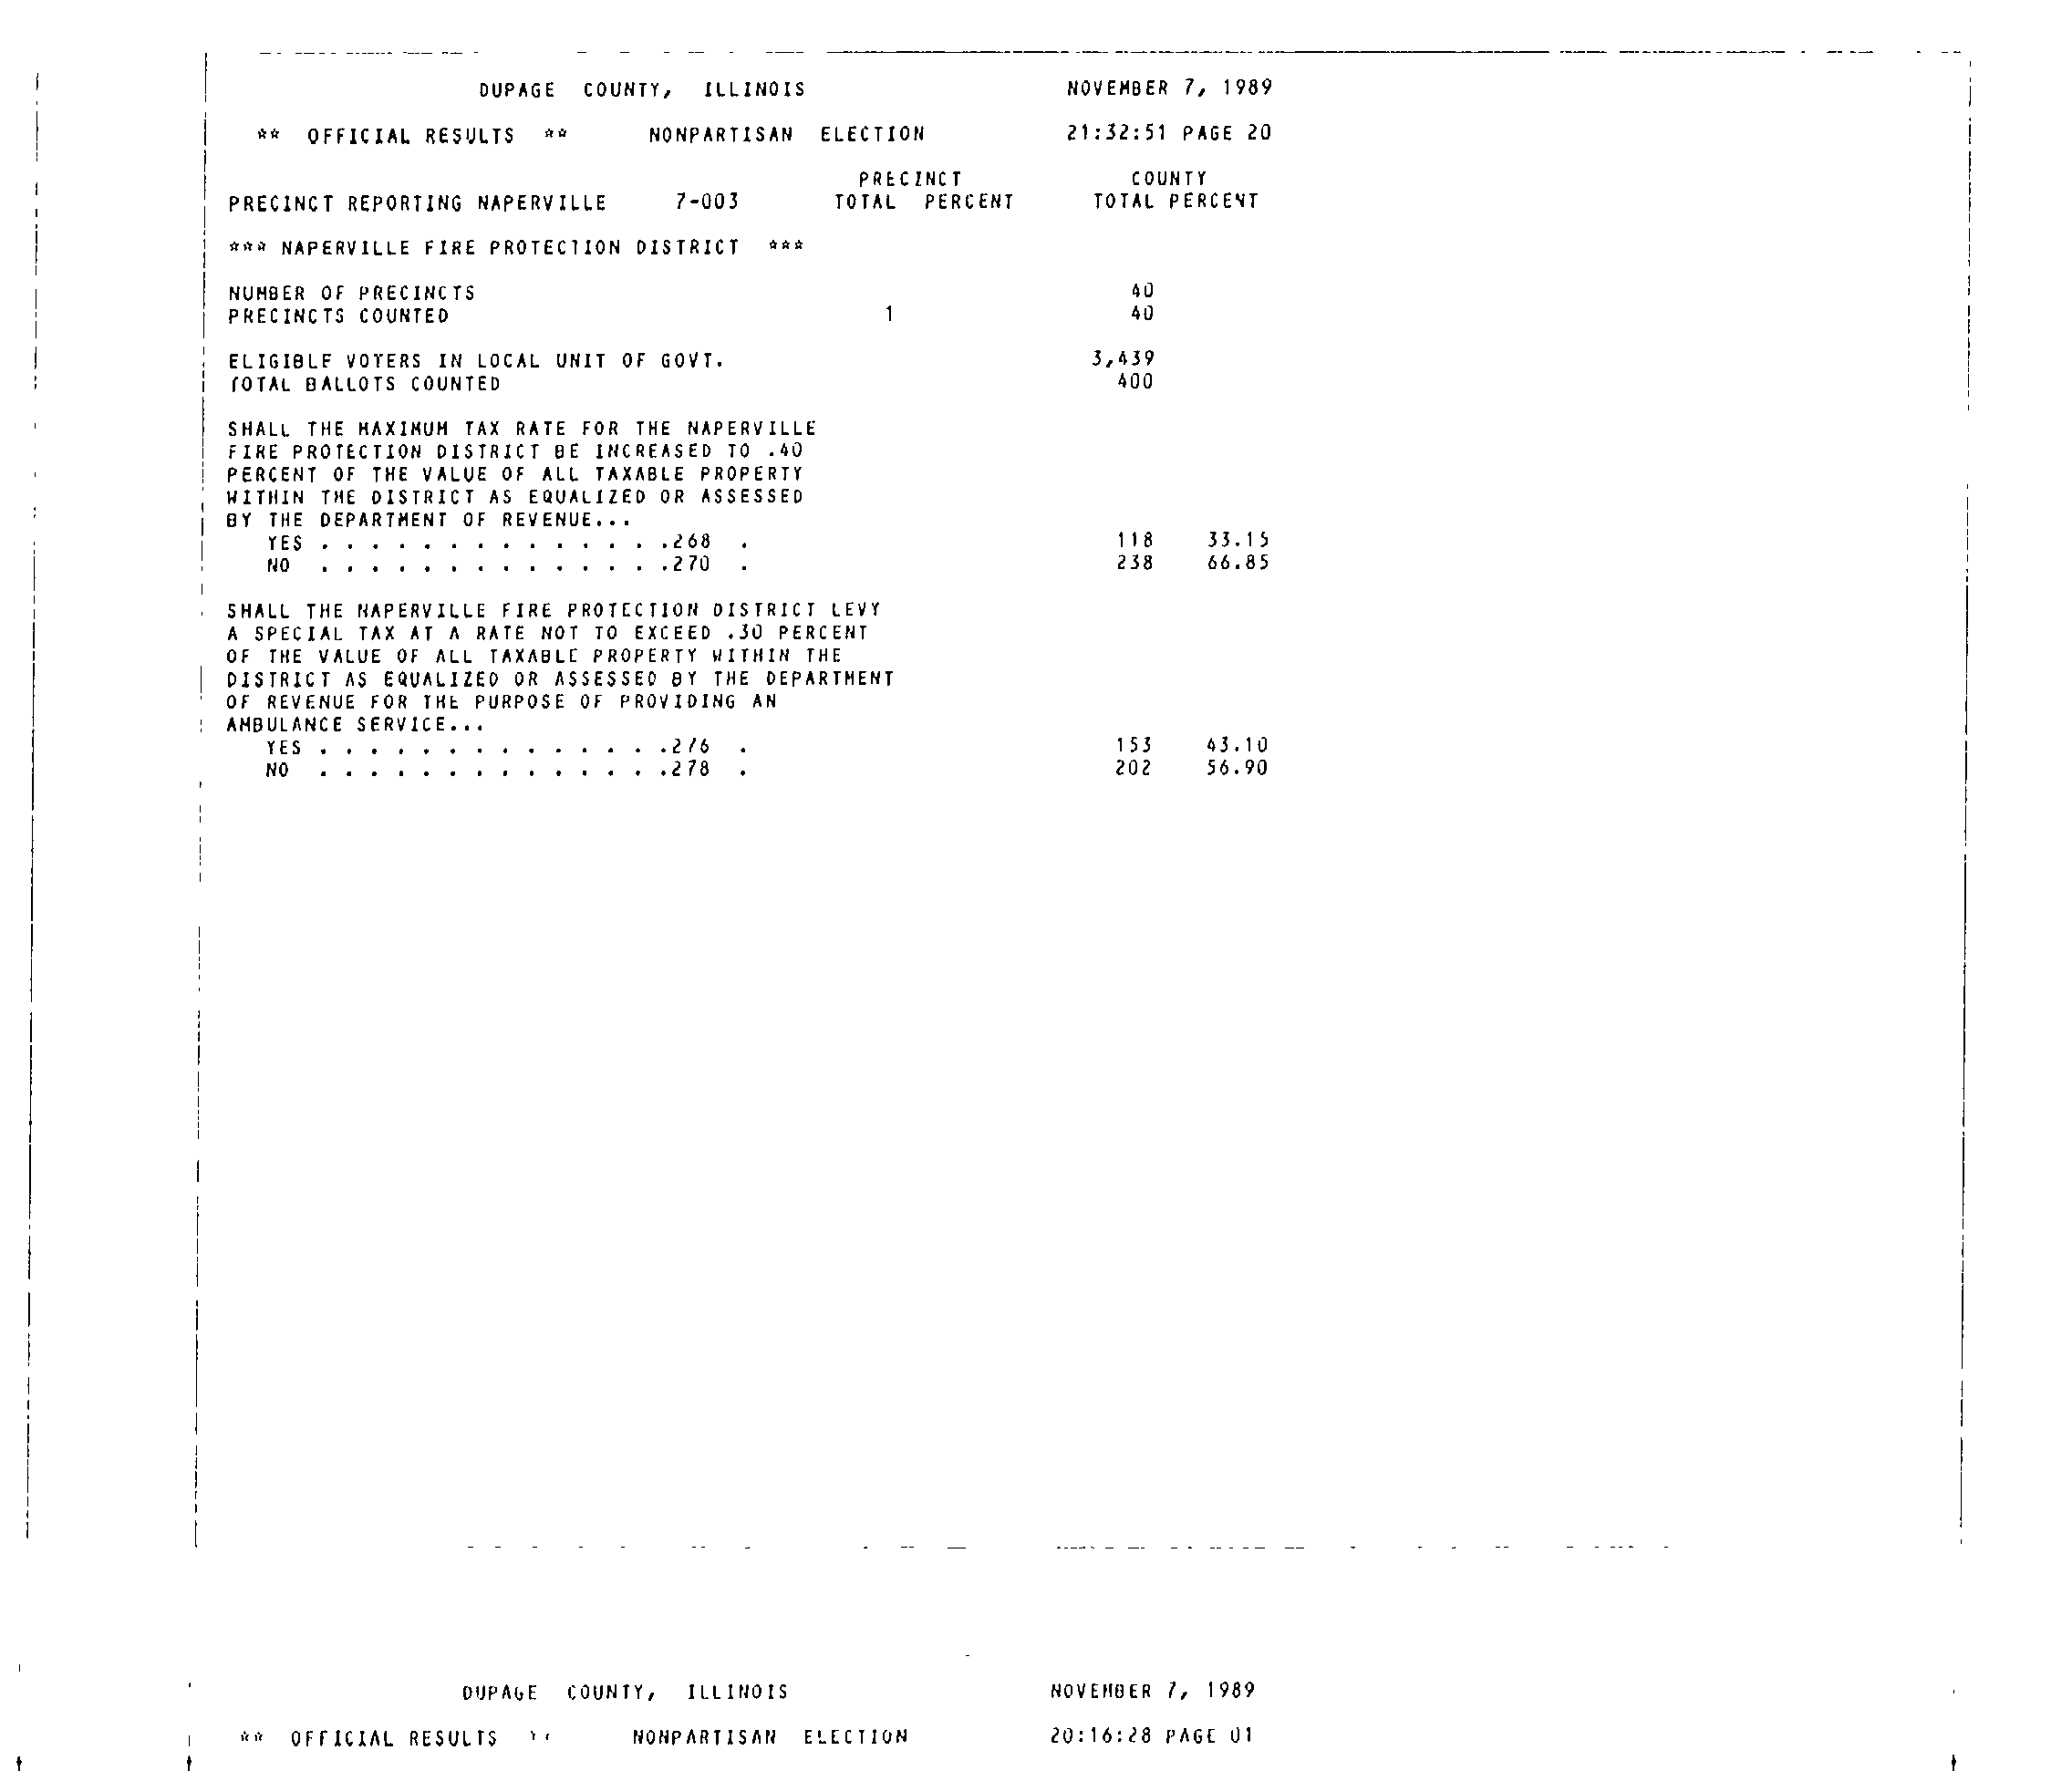 DUPAGE COUNTY, ILLINOIS NOVEMBER 7, 1989
** OFFICIAL RESULTS ** NONPARTISAN ELECTION 21:32:51 PAGE 20
PRECINCT COUNTY
PRECINCT REPORTING NAPERVILLE 7-003 TOTAL PERCENT TOTAL PERCENT
*** NAPERVILLE FIRE PROTECTION DISTRICT ***
NUMBER OF PRECINCTS 40
PRECINCTS COUNTED 1 40
ELIGIBLE VOTERS IN LOCAL UNIT OF GOVT. 3,439
TOTAL BALLOTS COUNTED 400
SHALL THE MAXIMUM TAX RATE FOR THE NAPERVILLE
FIRE PROTECTION DISTRICT BE INCREASED TO .40
PERCENT OF THE VALUE OF ALL TAXABLE PROPERTY
WITHIN THE DISTRICT AS EQUALIZED OR ASSESSED
BY THE DEPARTMENT OF REVENUE...
YES . . . . . . . . . . . . . .268 . 118 33.15
NO . . . . . . . . . . . . . .270 . 238 66.85
SHALL THE NAPERVILLE FIRE PROTECTION DISTRICT LEVY
A SPECIAL TAX AT A RATE NOT TO EXCEED .30 PERCENT
OF THE VALUE OF ALL TAXABLE PROPERTY WITHIN THE
DISTRICT AS EQUALIZED OR ASSESSED BY THE DEPARTMENT
OF REVENUE FOR THE PURPOSE OF PROVIDING AN
AMBULANCE SERVICE...
YES . . . . . . . . . . . . . .276 . 153 43.10
NO . . . . . . . . . . . . . .278 . 202 56.90
DUPAGE COUNTY, ILLINOIS NOVEMBER 7, 1989
** OFFICIAL RESULTS ** NONPARTISAN ELECTION 20:16:28 PAGE 01